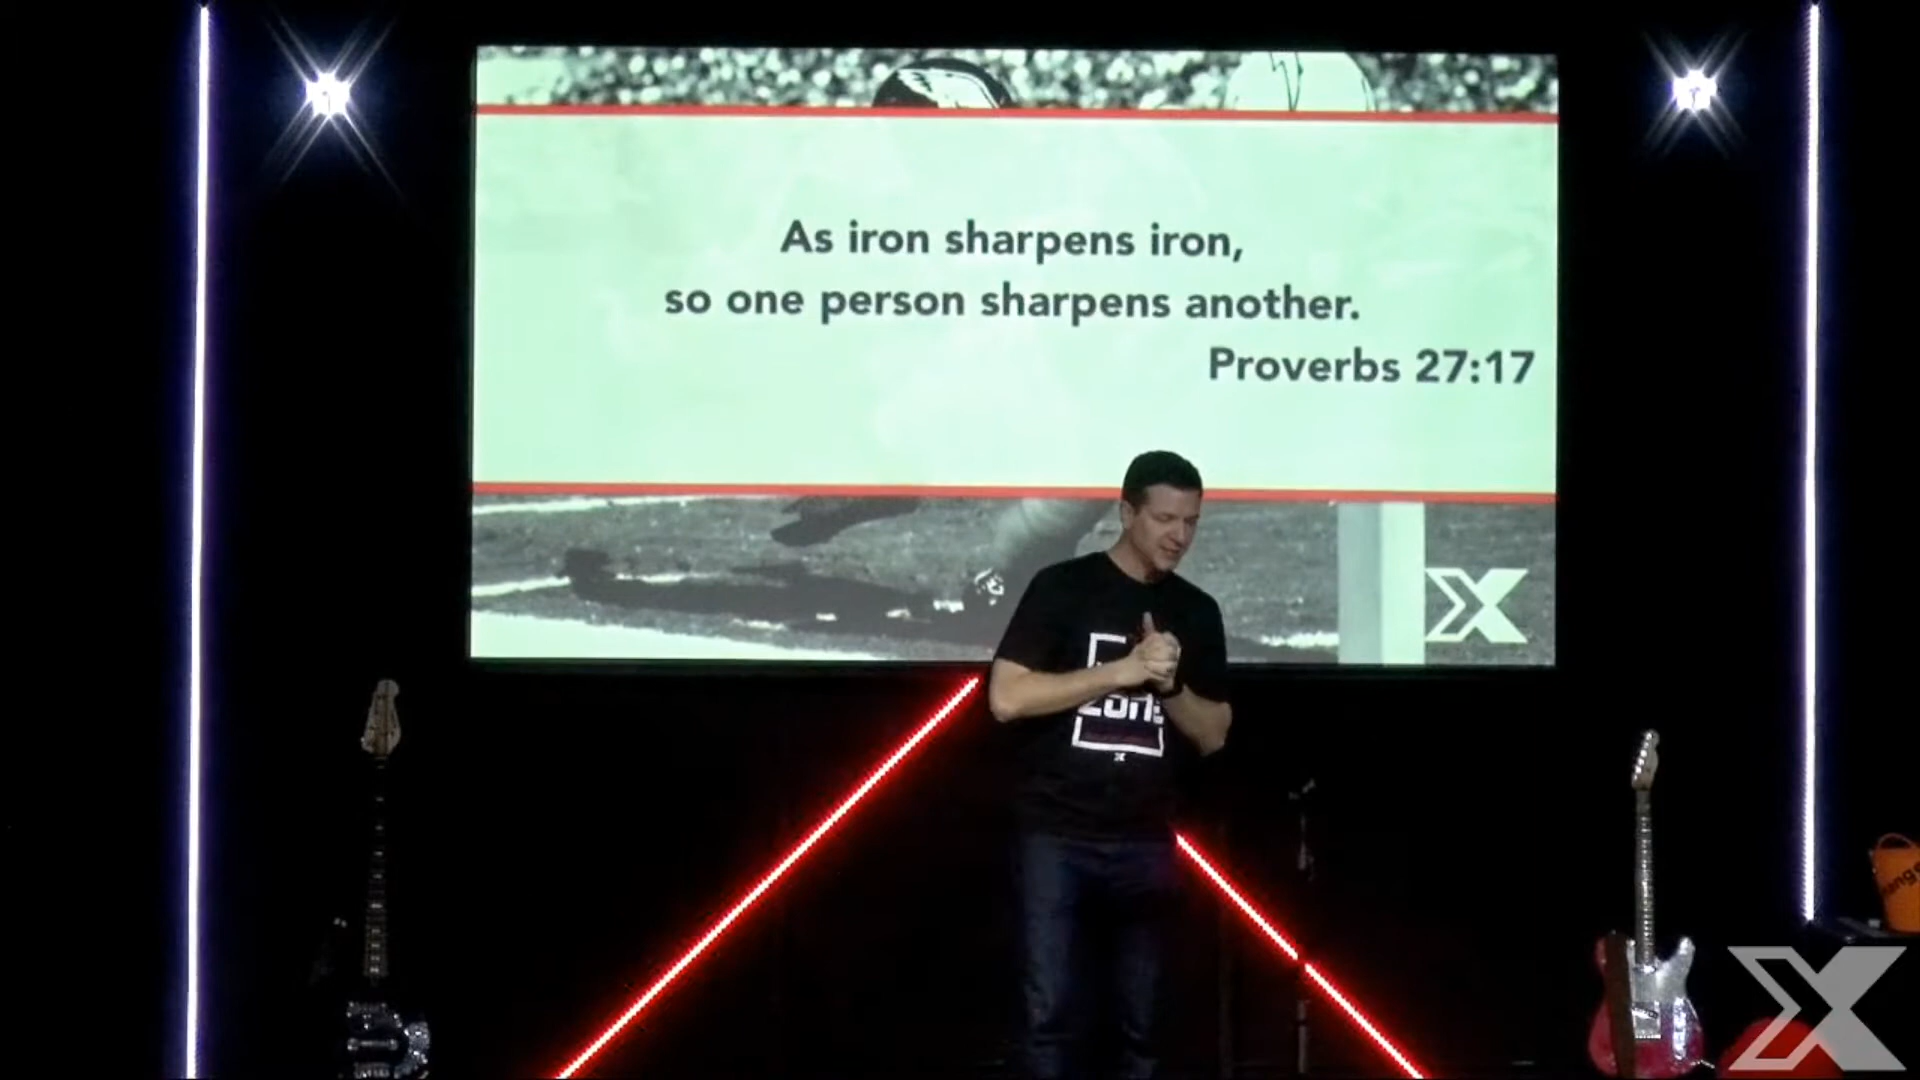 As iron sharpens iron,
so one person sharpens another.
Proverbs 27:17